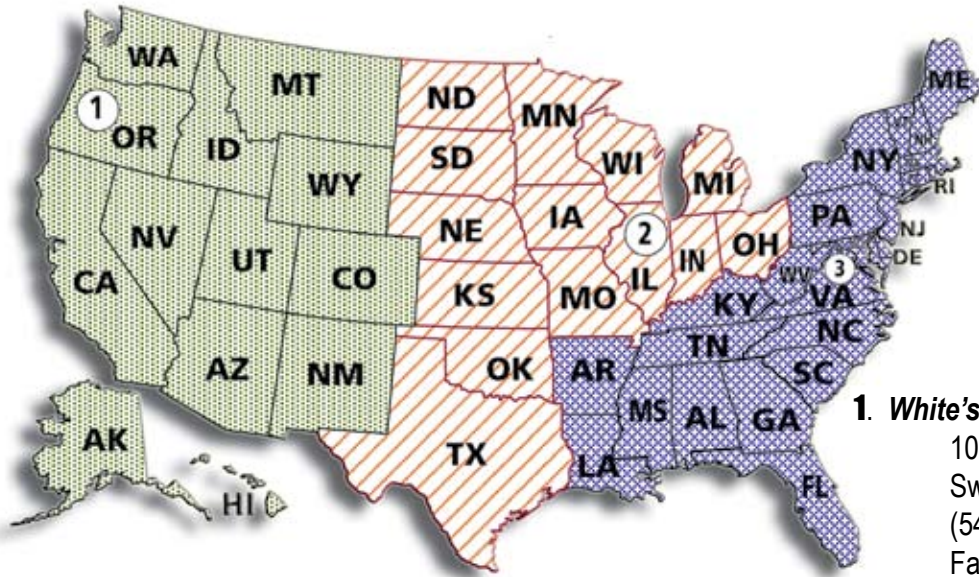 WA
MT
ND
MN
ME
1
OR
ID
SD
WI
MI
NY
WY
RI
NV
NE
IA
2
PA
NJ
UT
CO
IL
IN
OH
DE
WV
3
CA
KS
MO
KY
VA
AZ
NM
OK
AR
TN
NC
SC
MS
AL
GA
TX
LA
FL
AK
HI
1. White's
10
Sw
(54
Fa